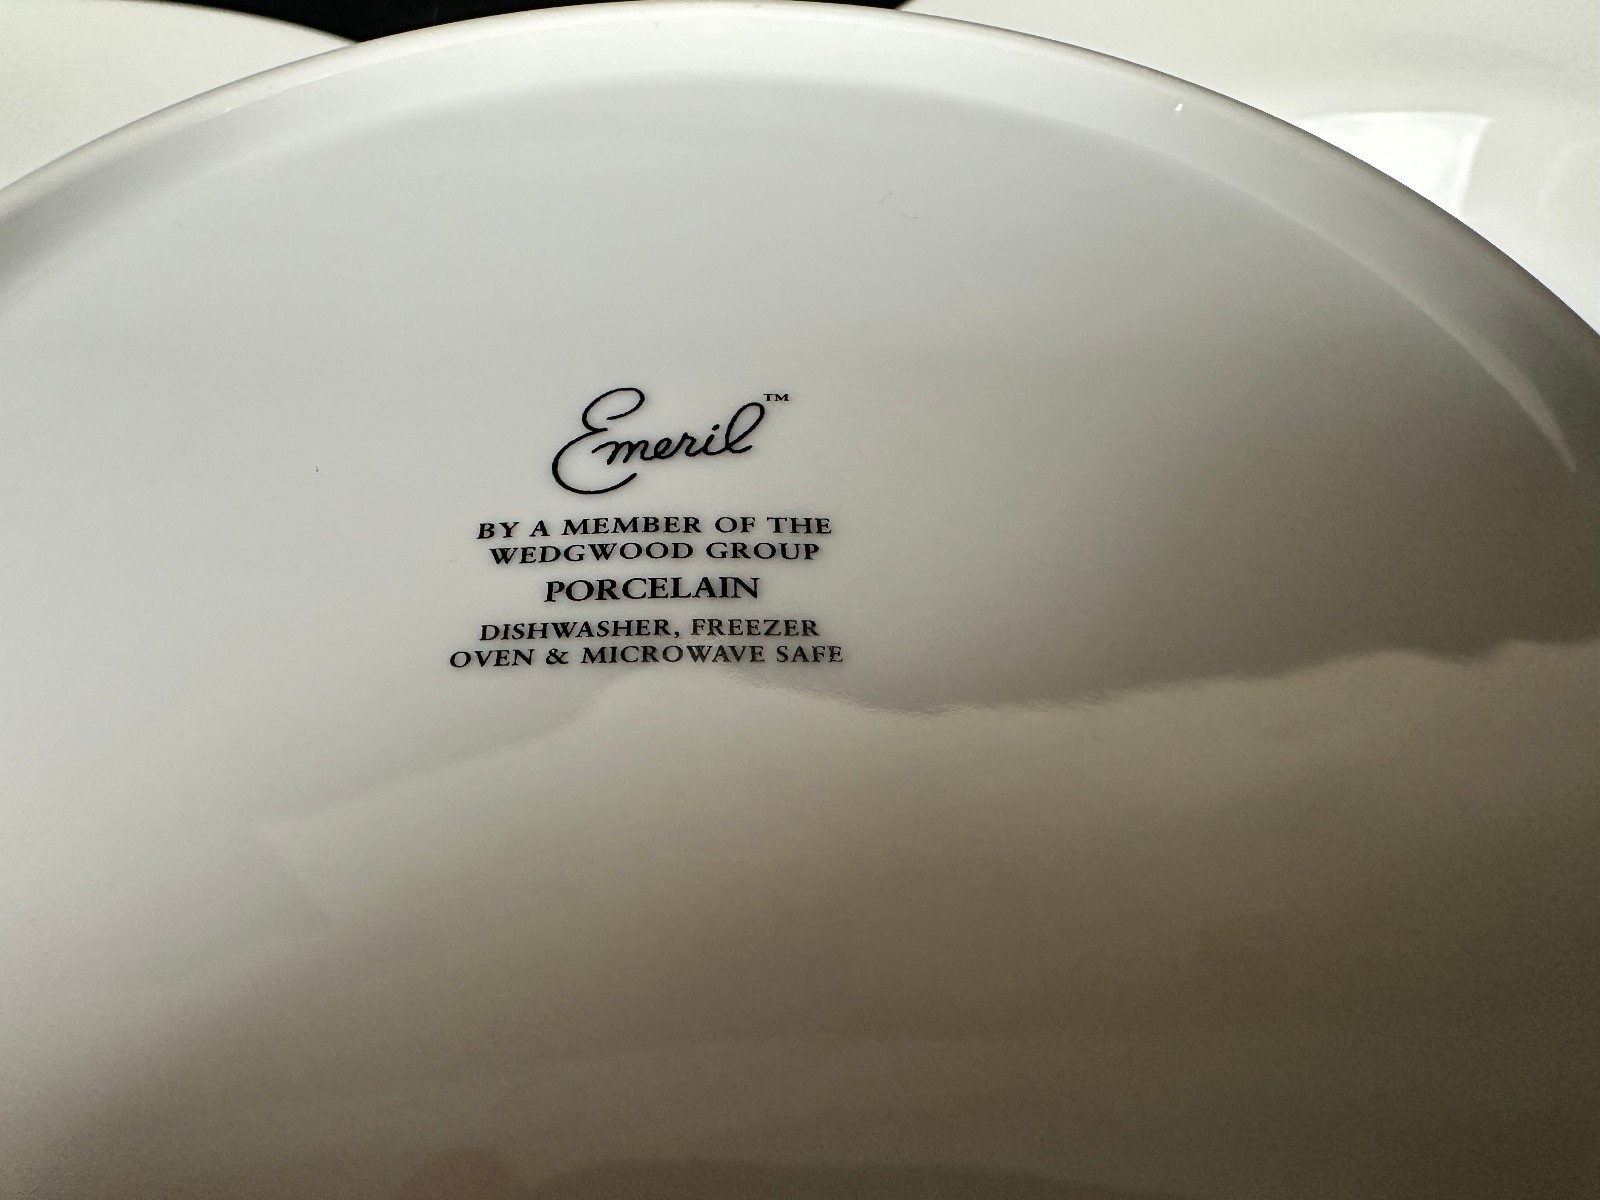 Emeril™
BY A MEMBER OF THE
WEDGWOOD GROUP
PORCELAIN
DISHWASHER, FREEZER
OVEN & MICROWAVE SAFE